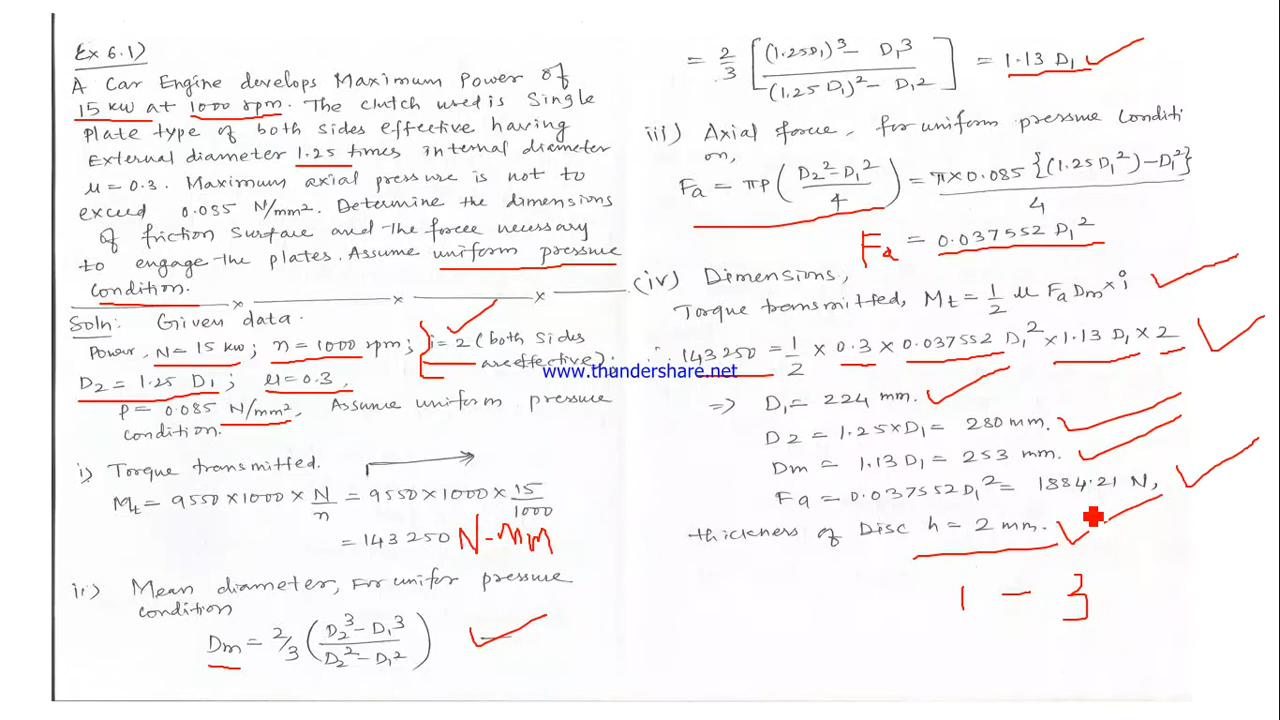 Ex 6.1)
A Car Engine develops Maximum Power of
15 kw at 1000 rpm. The clutch used is Single
Plate type of both sides effective having
External diameter 1.25 times internal diameter
μ = 0.3. Maximum axial pressure is not to
exceed 0.085 N/mm². Determine the dimensions
of friction surface and the force necessary
to engage the plates. Assume uniform pressure
condition.
x x x x
Soln: Given data.
Power, N = 15 kw ; n = 1000 rpm ; i = 2 (both sides
are effective).
D2 = 1.25 D1 ; μ = 0.3,
p = 0.085 N/mm², Assume uniform pressure
condition.
i) Torque transmitted.
Mt = 9550 × 1000 × N/n = 9550 × 1000 × 15/1000
= 143 250 N-mm
ii) Mean diameter, For unifor pressure
condition
Dm = 2/3 ( D2³ - D1³ / D2² - D1² )
= 2/3 [ (1.25D1)³ - D1³ / (1.25 D1)² - D1² ] = 1.13 D1
iii) Axial force, for uniform pressure conditi
on,
Fa = πp ( D2² - D1² / 4 ) = π × 0.085 {(1.25 D1²) - D1²} / 4
Fa = 0.037552 D1²
(iv) Dimensions,
Torque transmitted, Mt = 1/2 μ Fa Dm × i
∴ 143250 = 1/2 × 0.3 × 0.037552 D1² × 1.13 D1 × 2
www.thundershare.net
⇒ D1 = 224 mm.
D2 = 1.25 × D1 = 280 mm.
Dm = 1.13 D1 = 253 mm.
Fa = 0.037552 D1² = 1884.21 N,
thickness of Disc h = 2 mm.
1 - 3